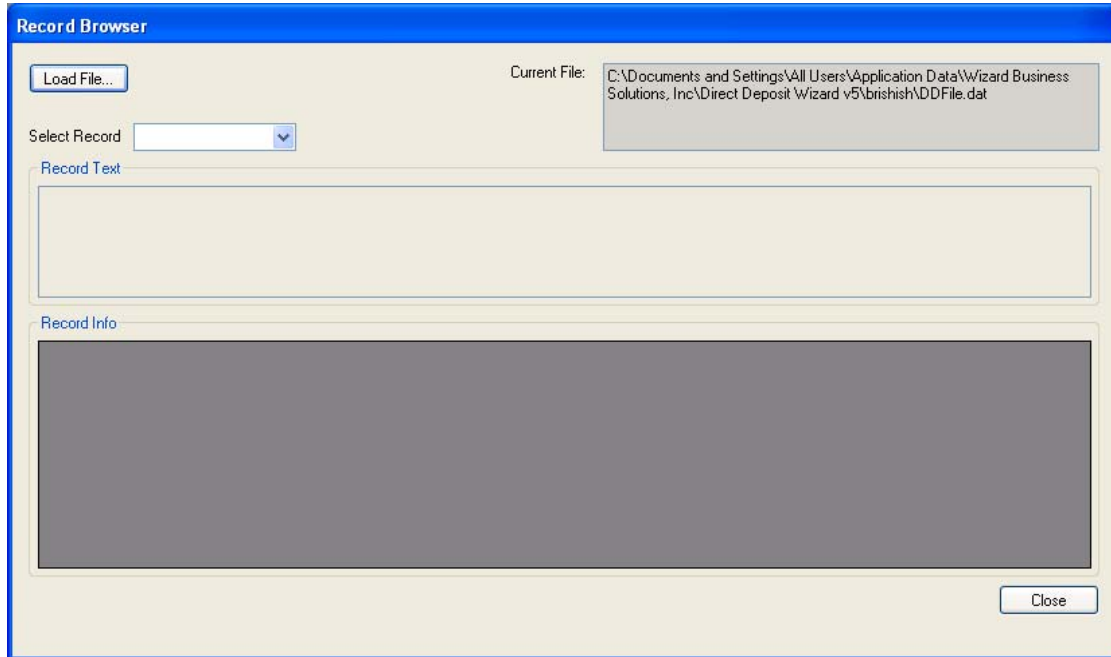 Record Browser
Load File...
Current File:
C:\Documents and Settings\All Users\Application Data\Wizard Business
Solutions, Inc\Direct Deposit Wizard v5\brishish\DDFile.dat
Select Record
Record Text
Record Info
Close